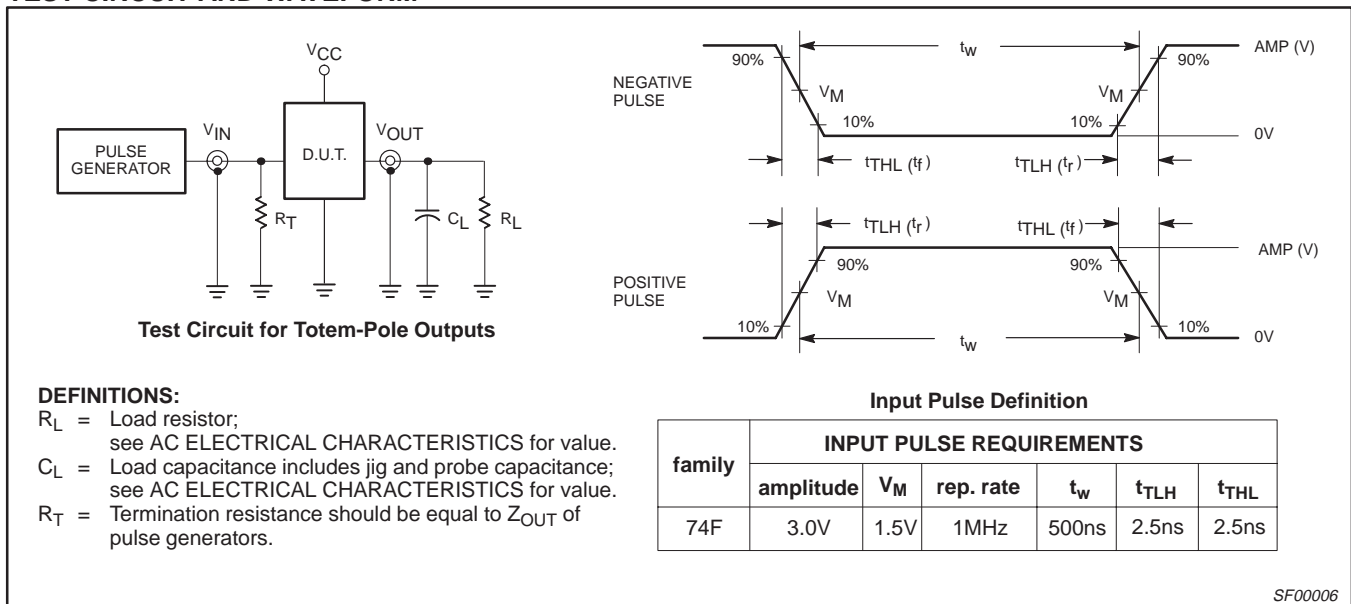 VCC
PULSE
GENERATOR
VIN
D.U.T.
VOUT
RT
CL
RL
Test Circuit for Totem-Pole Outputs
NEGATIVE
PULSE
90%
tw
90%
AMP (V)
VM
VM
10%
10%
0V
tTHL (tf)
tTLH (tr)
tTLH (tr)
tTHL (tf)
AMP (V)
POSITIVE
PULSE
90%
90%
VM
VM
10%
10%
tw
0V
DEFINITIONS:
RL = Load resistor;
see AC ELECTRICAL CHARACTERISTICS for value.
CL = Load capacitance includes jig and probe capacitance;
see AC ELECTRICAL CHARACTERISTICS for value.
RT = Termination resistance should be equal to ZOUT of
pulse generators.
Input Pulse Definition
family
INPUT PULSE REQUIREMENTS
amplitude VM rep. rate tw tTLH tTHL
74F 3.0V 1.5V 1MHz 500ns 2.5ns 2.5ns
SF00006